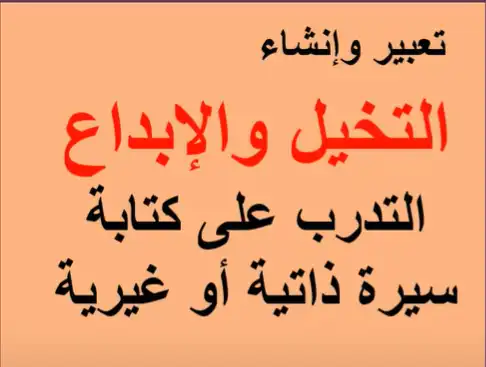 تعبير وإنشاء
التخيل والإبداع
التدرب على كتابة
سيرة ذاتية أو غيرية